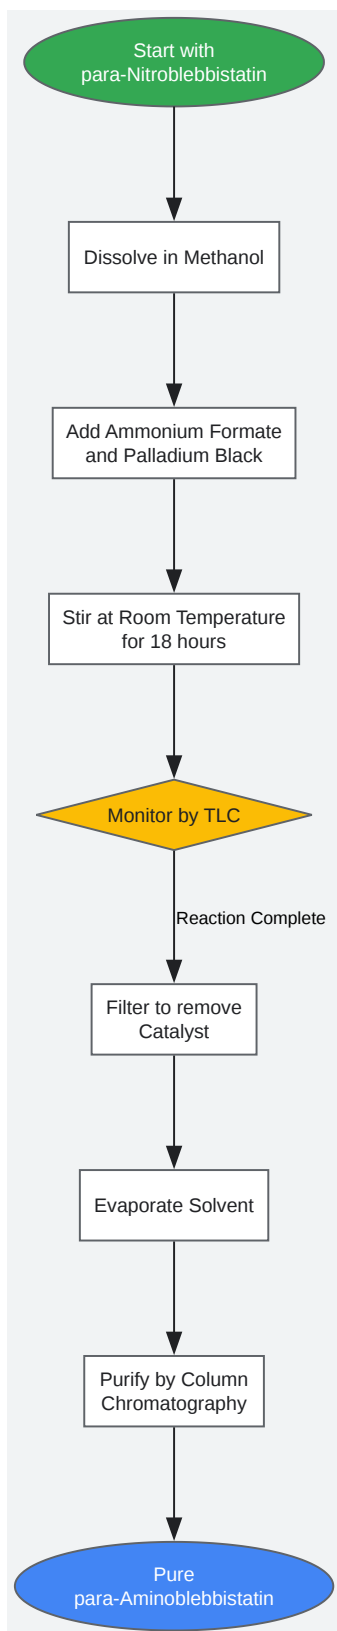 Start with
para-Nitroblebbistatin
Dissolve in Methanol
Add Ammonium Formate
and Palladium Black
Stir at Room Temperature
for 18 hours
Monitor by TLC
Reaction Complete
Filter to remove
Catalyst
Evaporate Solvent
Purify by Column
Chromatography
Pure
para-Aminoblebbistatin